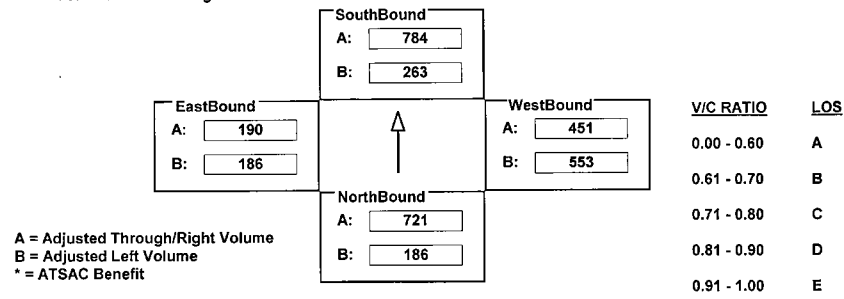 SouthBound
A: 784
B: 263
EastBound
A: 190
B: 186
WestBound
A: 451
B: 553
NorthBound
A: 721
B: 186
A = Adjusted Through/Right Volume
B = Adjusted Left Volume
* = ATSAC Benefit
V/C RATIO LOS
0.00 - 0.60 A
0.61 - 0.70 B
0.71 - 0.80 C
0.81 - 0.90 D
0.91 - 1.00 E